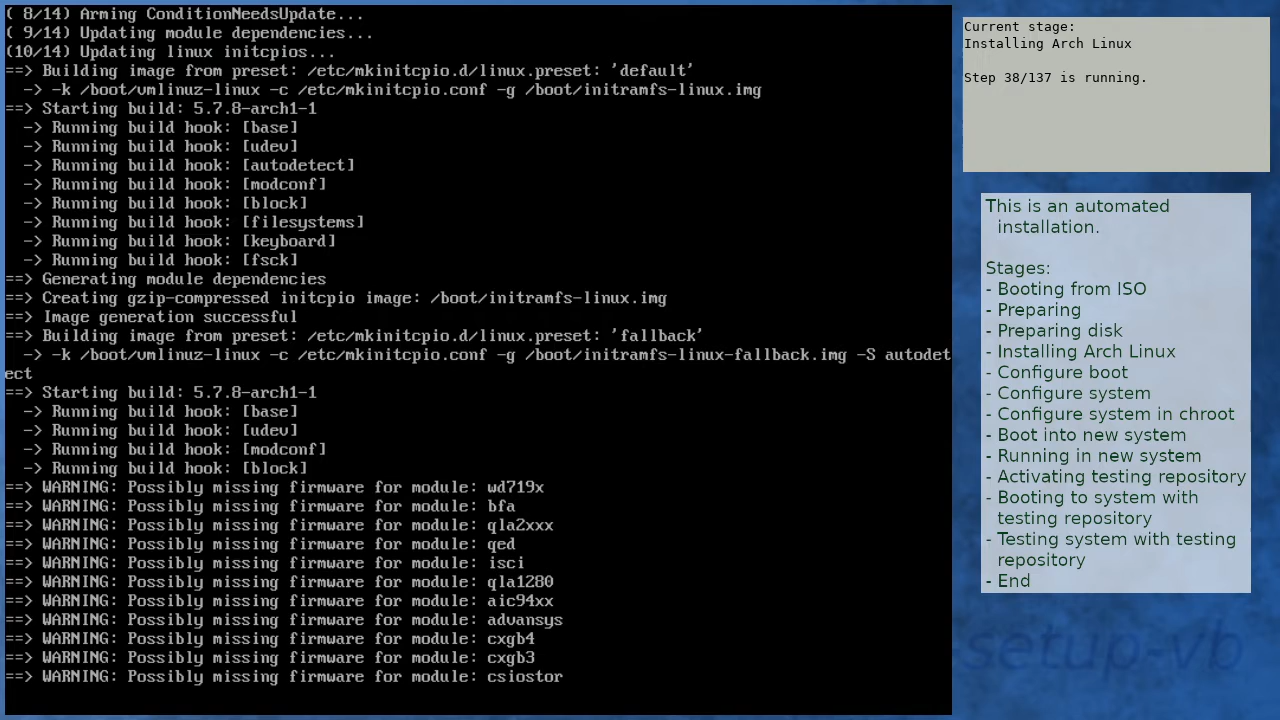 ( 8/14) Arming ConditionNeedsUpdate...
( 9/14) Updating module dependencies...
(10/14) Updating linux initcpios...
==> Building image from preset: /etc/mkinitcpio.d/linux.preset: 'default'
  -> -k /boot/vmlinuz-linux -c /etc/mkinitcpio.conf -g /boot/initramfs-linux.img
==> Starting build: 5.7.8-arch1-1
  -> Running build hook: [base]
  -> Running build hook: [udev]
  -> Running build hook: [autodetect]
  -> Running build hook: [modconf]
  -> Running build hook: [block]
  -> Running build hook: [filesystems]
  -> Running build hook: [keyboard]
  -> Running build hook: [fsck]
==> Generating module dependencies
==> Creating gzip-compressed initcpio image: /boot/initramfs-linux.img
==> Image generation successful
==> Building image from preset: /etc/mkinitcpio.d/linux.preset: 'fallback'
  -> -k /boot/vmlinuz-linux -c /etc/mkinitcpio.conf -g /boot/initramfs-linux-fallback.img -S autodet
ect
==> Starting build: 5.7.8-arch1-1
  -> Running build hook: [base]
  -> Running build hook: [udev]
  -> Running build hook: [modconf]
  -> Running build hook: [block]
==> WARNING: Possibly missing firmware for module: wd719x
==> WARNING: Possibly missing firmware for module: bfa
==> WARNING: Possibly missing firmware for module: qla2xxx
==> WARNING: Possibly missing firmware for module: qed
==> WARNING: Possibly missing firmware for module: isci
==> WARNING: Possibly missing firmware for module: qla1280
==> WARNING: Possibly missing firmware for module: aic94xx
==> WARNING: Possibly missing firmware for module: advansys
==> WARNING: Possibly missing firmware for module: cxgb4
==> WARNING: Possibly missing firmware for module: cxgb3
==> WARNING: Possibly missing firmware for module: csiostor
Current stage:
Installing Arch Linux
Step 38/137 is running.
This is an automated
installation.
Stages:
- Booting from ISO
- Preparing
- Preparing disk
- Installing Arch Linux
- Configure boot
- Configure system
- Configure system in chroot
- Boot into new system
- Running in new system
- Activating testing repository
- Booting to system with
testing repository
- Testing system with testing
repository
- End
-setup-vb